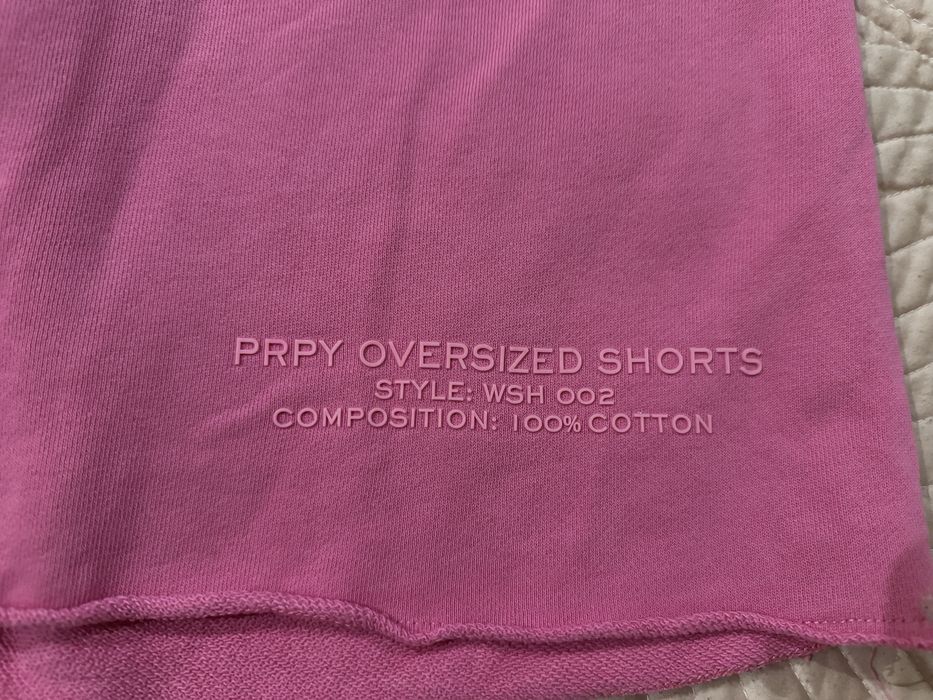 PRPY OVERSIZED SHORTS
STYLE: WSH 002
COMPOSITION: 100% COTTON